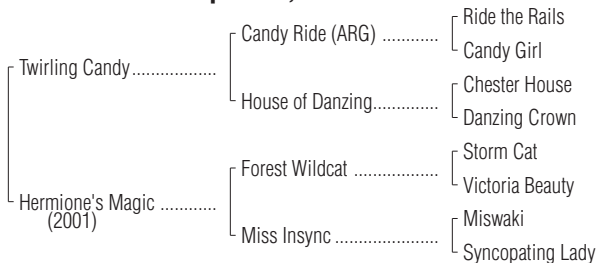 Ride the Rails
Candy Ride (ARG) ............
Candy Girl
Twirling Candy..................
Chester House
House of Danzing..............
Danzing Crown
Storm Cat
Forest Wildcat ..................
Victoria Beauty
Hermione's Magic ............
(2001)
Miswaki
Miss Insync ......................
Syncopating Lady